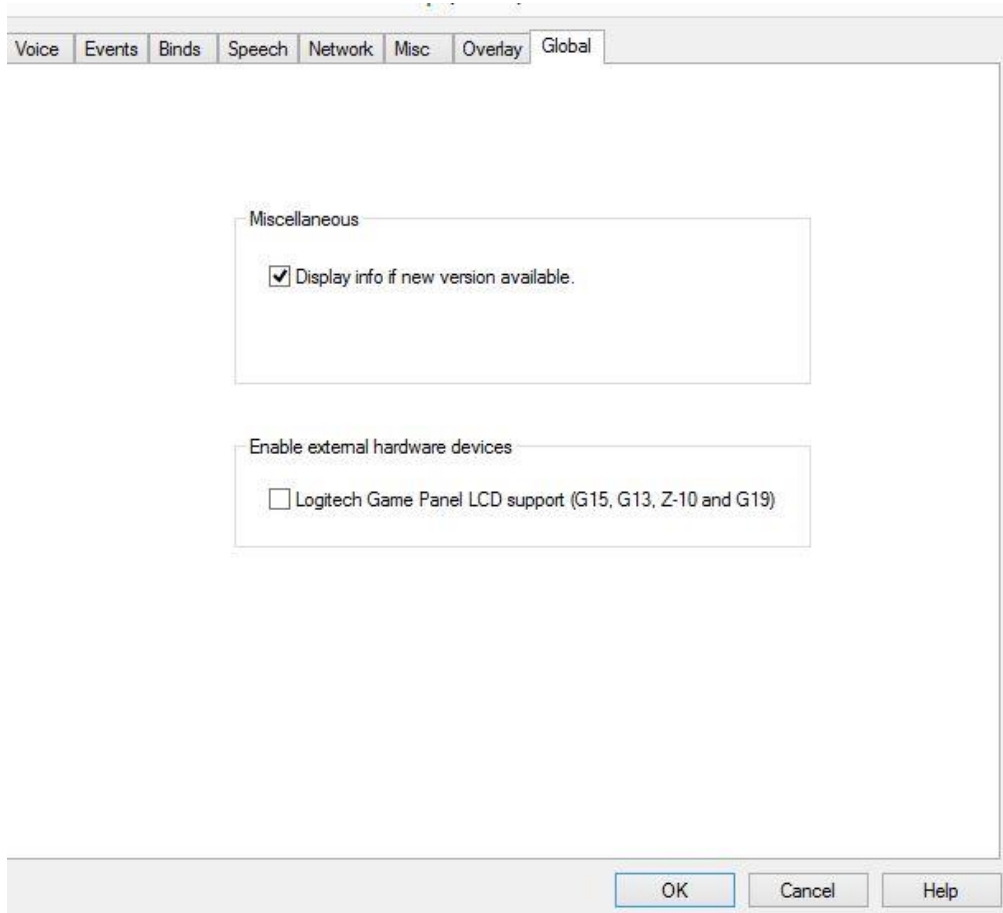 Voice Events Binds Speech Network Misc Overlay Global
Miscellaneous
Display info if new version available.
Enable external hardware devices
Logitech Game Panel LCD support (G15, G13, Z-10 and G19)
OK Cancel Help